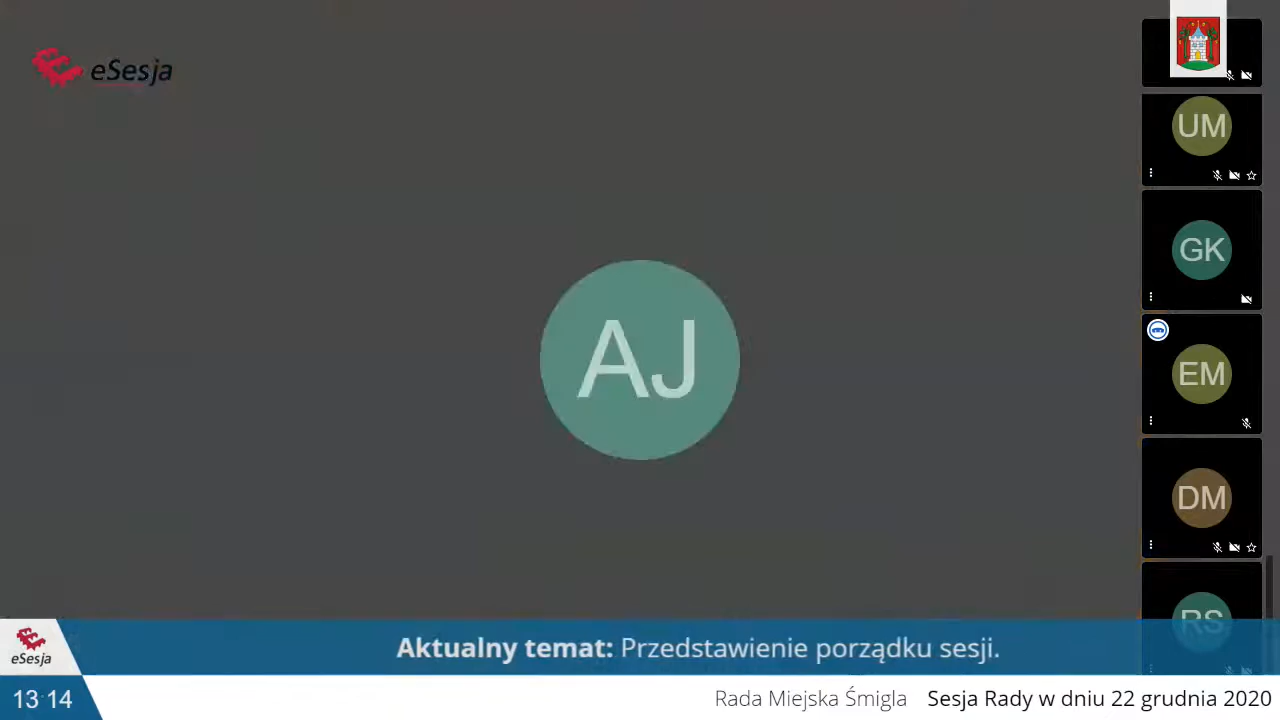 eSesja
UM
GK
EM
AJ
DM
RS
Aktualny temat: Przedstawienie porządku sesji.
eSesja
13:14
Rada Miejska Śmigla Sesja Rady w dniu 22 grudnia 2020